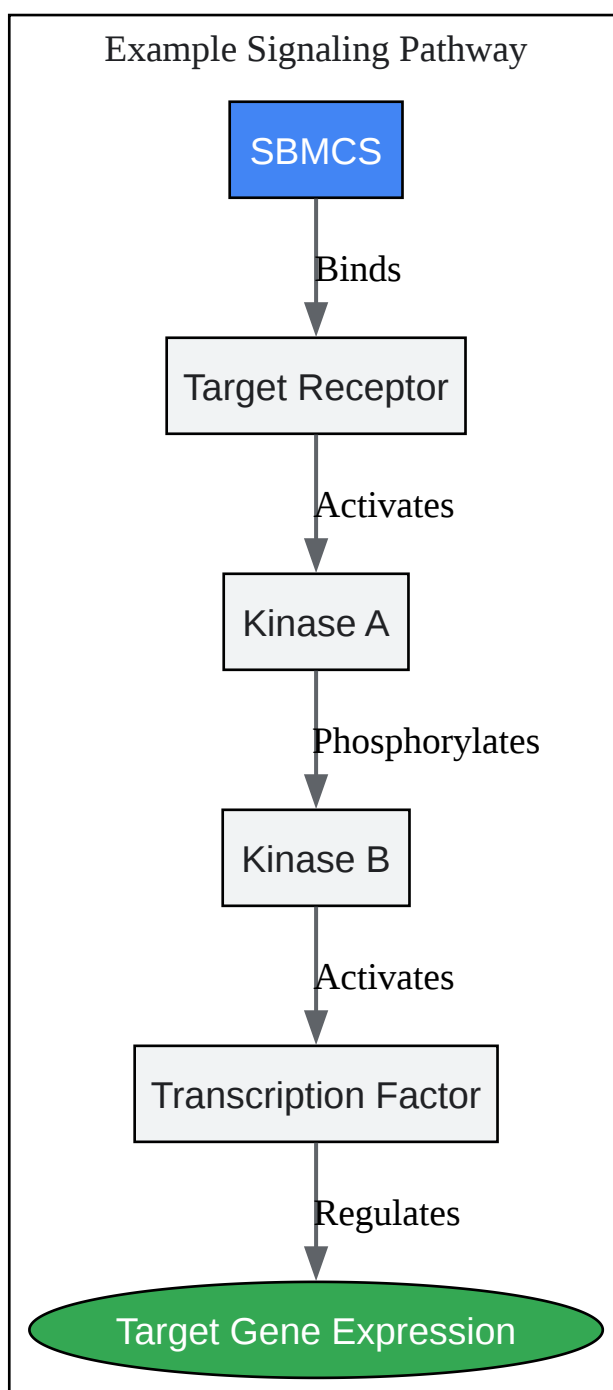 Example Signaling Pathway
SBMCS
Binds
Target Receptor
Activates
Kinase A
Phosphorylates
Kinase B
Activates
Transcription Factor
Regulates
Target Gene Expression